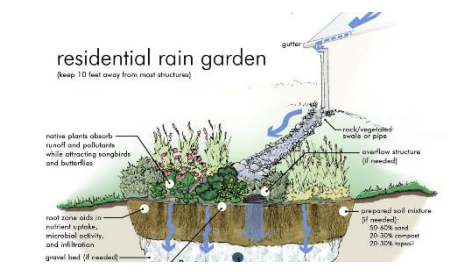 gutter
residential rain garden
(keep 10 feet away from most structures)
rock/vegetated
swale or pipe
native plants absorb
runoff and pollutants
while attracting songbirds
and butterflies
overflow structure
(if needed)
root zone aids in
nutrient uptake,
microbial activity,
and infiltration
prepared soil mixture
(if needed):
50-60% sand
20-30% compost
20-30% topsoil
gravel bed (if needed)